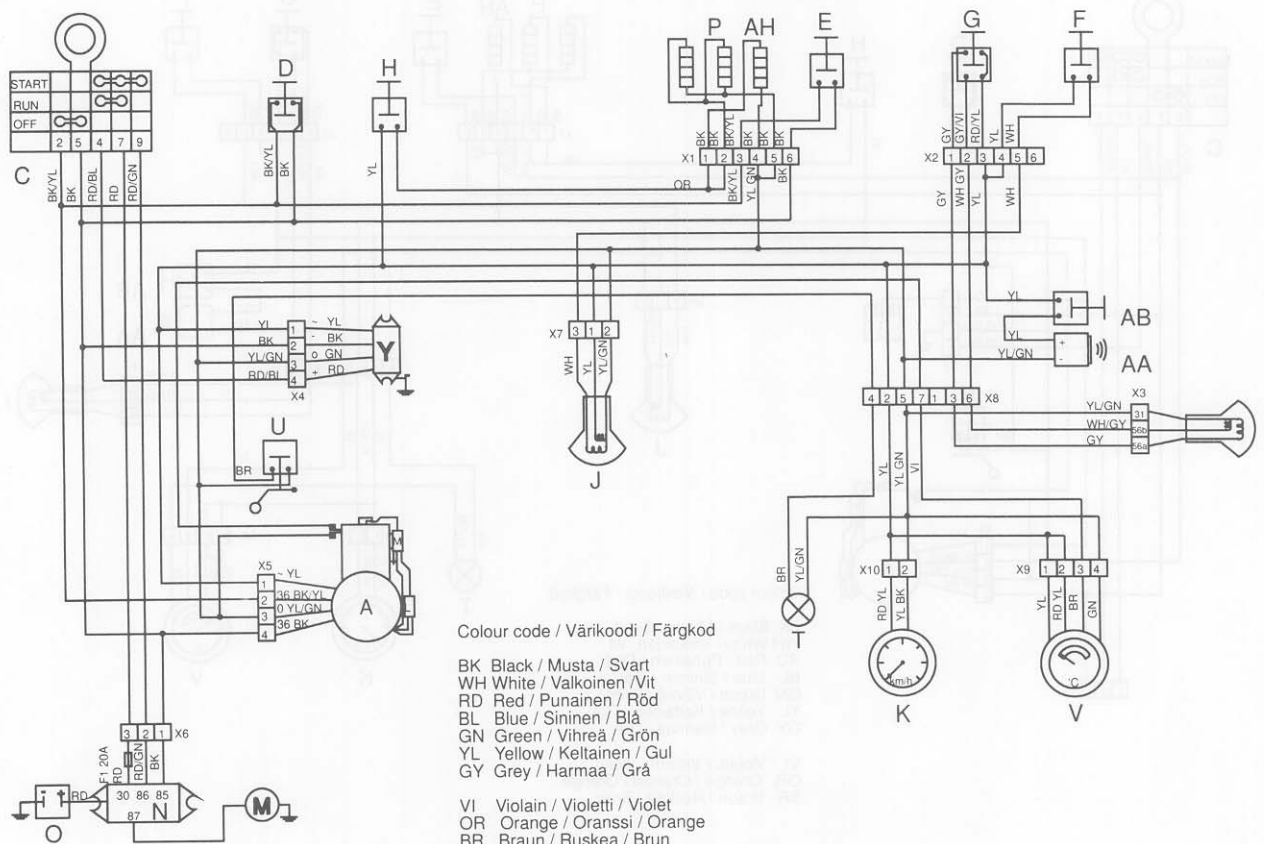 P AH E G F
D H
START
RUN
OFF
2 5 4 7 9
C
BK/YL BK RD/BL RD RD/GN
BK/YL BK
YL
BK BK BK/YL BK BK BK
X1 1 2 3 4 5 6
OR BK/YL YL GN BK
GY GY/VI RD/YL YL WH
X2 1 2 3 4 5 6
GY WH GY YL WH
YL
AB
YL
YL/GN
+
-
AA
YL 1 ~ YL
BK 2 - BK
YL/GN 3 o GN
RD/BL 4 + RD
X4
Y
X7 3 1 2
WH YL YL/GN
J
4 2 5 7 1 3 6 X8
X3
YL/GN 31
WH/GY 56b
GY 56a
U
BR
YL YL GN VI
BR YL/GN
T
X10 1 2
RD YL YL BK
km/h
K
X9 1 2 3 4
YL RD YL BR GN
°C
V
X5
1 ~ YL
2 36 BK/YL
3 0 YL/GN
4 36 BK
A
M
L
3 2 1 X6
F1 20A RD RD/GN BK
- + RD
30 86 85
87 N
M
O
Colour code / Värikoodi / Färgkod
BK Black / Musta / Svart
WH White / Valkoinen /Vit
RD Red / Punainen / Röd
BL Blue / Sininen / Blå
GN Green / Vihreä / Grön
YL Yellow / Keltainen / Gul
GY Grey / Harmaa / Grå
VI Violain / Violetti / Violet
OR Orange / Oranssi / Orange
BR Braun / Ruskea / Brun